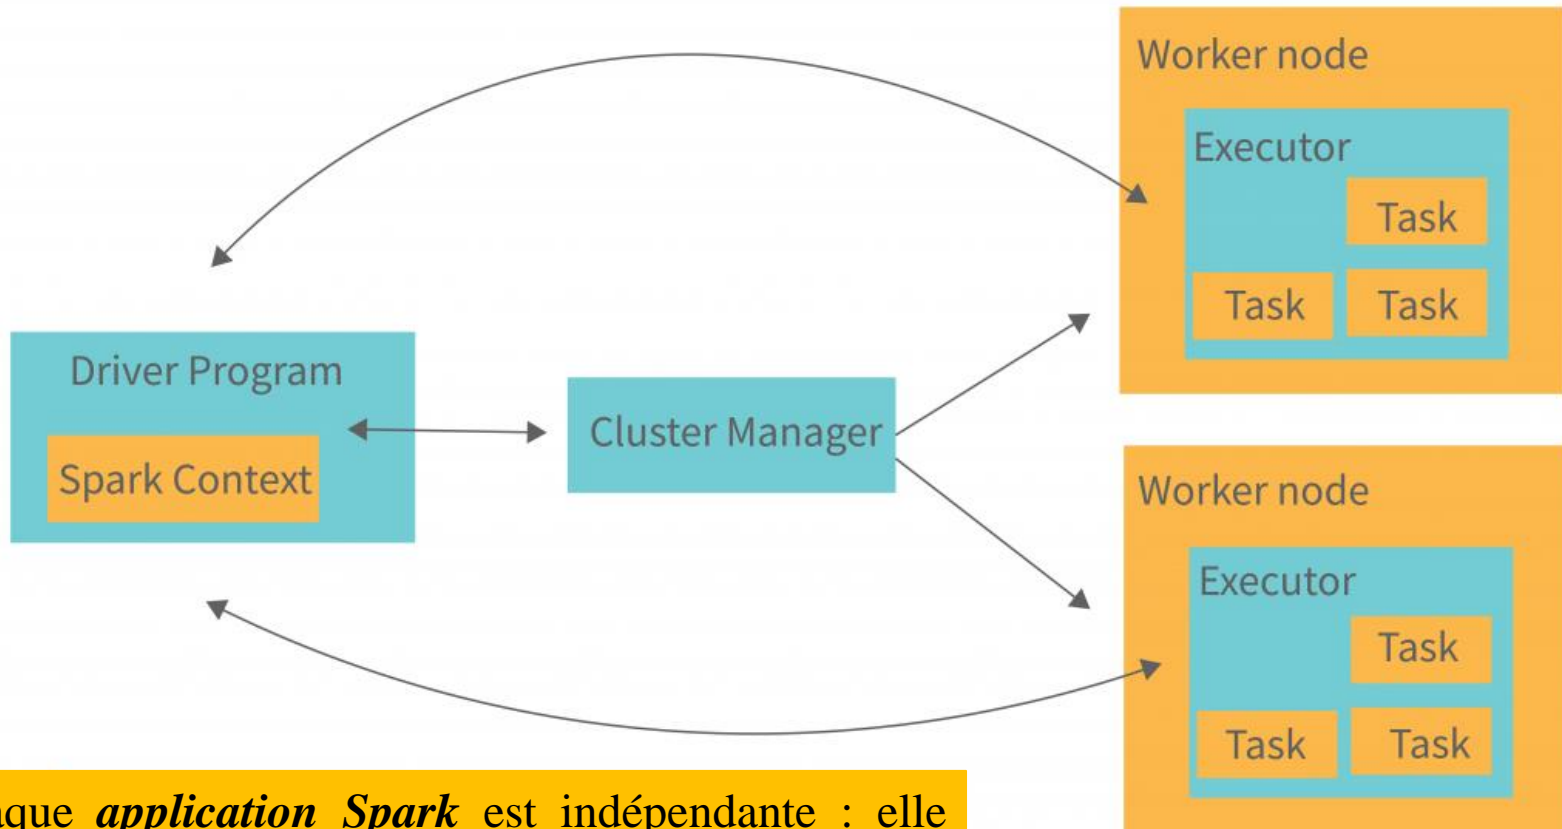 Worker node
Executor
Task
Task Task
Driver Program
Spark Context
Cluster Manager
Worker node
Executor
Task
Task Task
application Spark est indépendante : elle